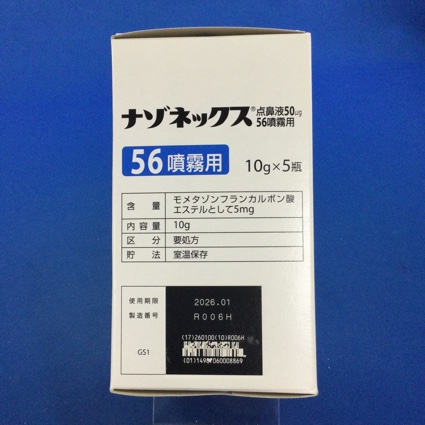 ナゾネックス®点鼻液50μg
56噴霧用
56噴霧用
10g×5瓶
含 量 モメタゾンフランカルボン酸
エステルとして5mg
内容量 10g
区 分 要処方
貯 法 室温保存
使用期限 2026.01
製造番号 R006H
(17)260100(10)R006H
GS1